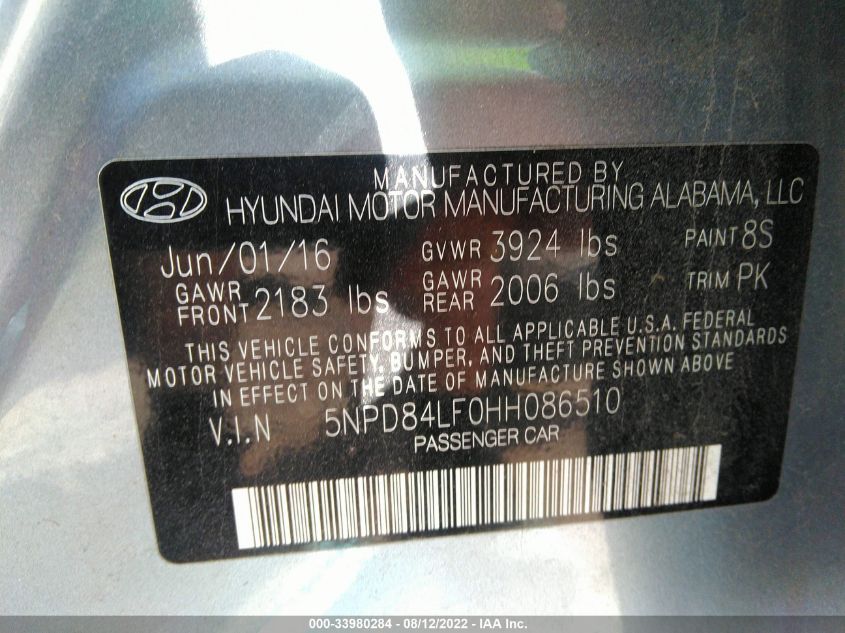 MANUFACTURED BY
HYUNDAI MOTOR MANUFACTURING ALABAMA, LLC
Jun/01/16 GVWR 3924 lbs PAINT 8S
GAWR FRONT 2183 lbs GAWR REAR 2006 lbs TRIM PK
THIS VEHICLE CONFORMS TO ALL APPLICABLE U.S.A. FEDERAL
MOTOR VEHICLE SAFETY, BUMPER, AND THEFT PREVENTION STANDARDS
IN EFFECT ON THE DATE OF MANUFACTURE SHOWN ABOVE
V.I.N 5NPD84LF0HH086510
PASSENGER CAR
000-33980284 - 08/12/2022 - IAA Inc.